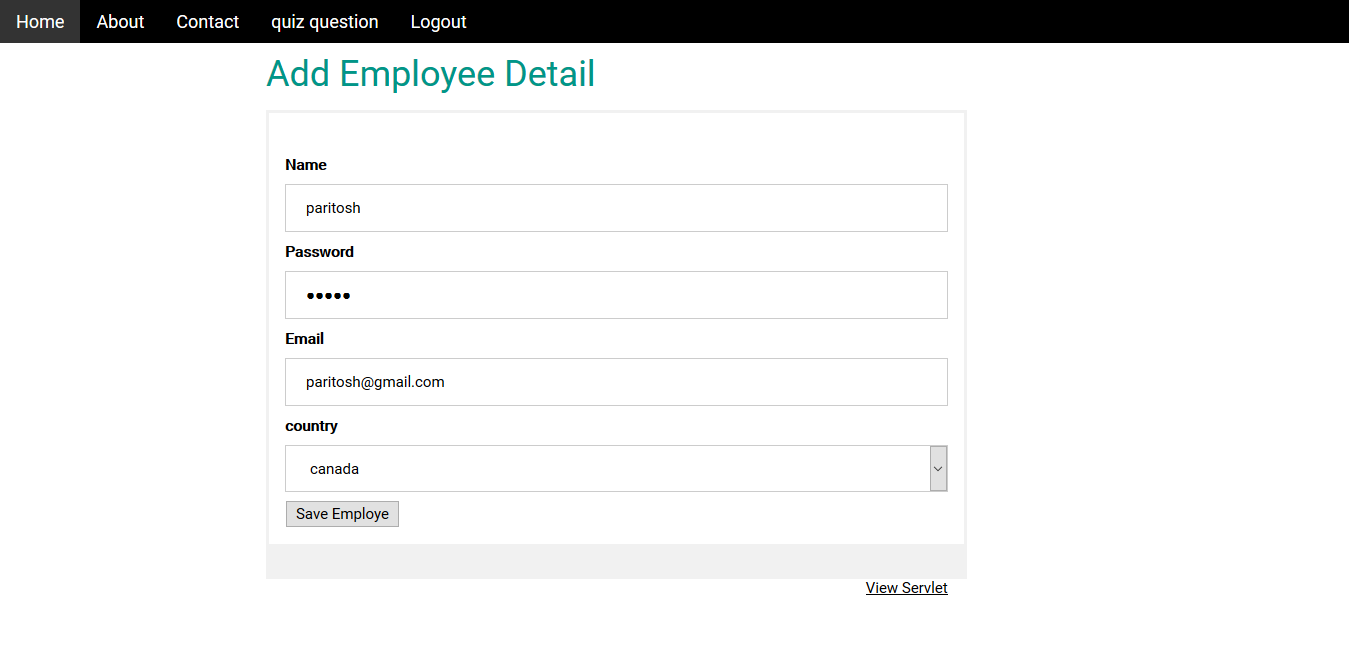 Home About Contact quiz question Logout
Add Employee Detail
Name
paritosh
Password
•••••
Email
paritosh@gmail.com
country
canada
Save Employe
View Servlet